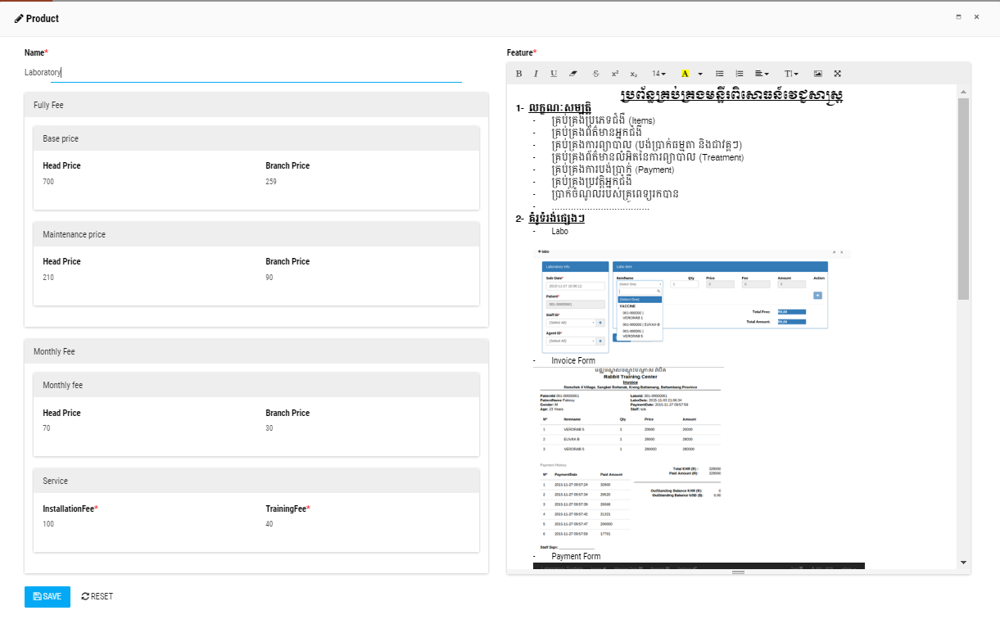 Product
Name*
Laboratory
Fully Fee
Base price
Head Price Branch Price
700 259
Maintenance price
Head Price Branch Price
210 90
Monthly Fee
Monthly fee
Head Price Branch Price
70 30
Service
InstallationFee* TrainingFee*
100 40
SAVE RESET
Feature*
B I U S x² x₂ 14 A T
ប្រព័ន្ធគ្រប់គ្រងមន្ទីរពិសោធន៍វេជ្ជសាស្ត្រ
1- លក្ខណៈសម្បត្តិ
- គ្រប់គ្រងប្រភេទជំងឺ (Items)
- គ្រប់គ្រងព័ត៌មានអ្នកជំងឺ
- គ្រប់គ្រងការព្យាបាល (បង់ប្រាក់ធម្មតា និងជាវគ្គៗ)
- គ្រប់គ្រងព័ត៌មានលំអិតនៃការព្យាបាល (Treatment)
- គ្រប់គ្រងការបង់ប្រាក់ (Payment)
- គ្រប់គ្រងប្រវត្តិអ្នកជំងឺ
- ប្រាក់ចំណូលរបស់គ្រូពេទ្យរកបាន
- ....................................
2- គំរូទំរង់ផ្សេងៗ
- Labo
labo
Laboratory Info Labo Item
Sale Date* ItemName Qty Price Fee Amount Action
2015-11-27 10:00:12 (Select One) 1 0 0 0
Patient*
001-00000001 (Select One)
VACCINE
Staff ID* 001-000002 | VERORAB 1
(Select All) 001-000003 | EUVAX-B
Agent ID* 001-000001 | VERORAB 5
(Select All)
Total Free:
Total Amount:
- Invoice Form
Rabbit Training Center
Invoice
Romchek 4 Village, Sangkat Rottanak, Krong Battamang, Battambang Province
PatientId 001-00000001 LaboId: 001-00000001
PatientName Paktrey LaboDate: 2015-11-03 21:06:34
Gender: M PaymentDate: 2015-11-27 09:57:59
Age: 23 Years Staff: sok
Nº Itemname Qty Price Amount
1 VERORAB 5 1 20000 20000
2 EUVAX-B 1 28000 28000
3 VERORAB 5 1 280000 280000
Payment History
Total KHR (R) : 328000
Nº PaymentDate Paid Amount Paid Amount (R): 328000
1 2015-11-27 09:57:24 32800
2 2015-11-27 09:57:34 29520
OutStanding Balance KHR (R): 0
OutStanding Balance USD ($): 0.00
3 2015-11-27 09:57:39 26568
4 2015-11-27 09:57:42 21321
5 2015-11-27 09:57:47 200000
6 2015-11-27 09:57:59 17791
Staff Sign:
- Payment Form